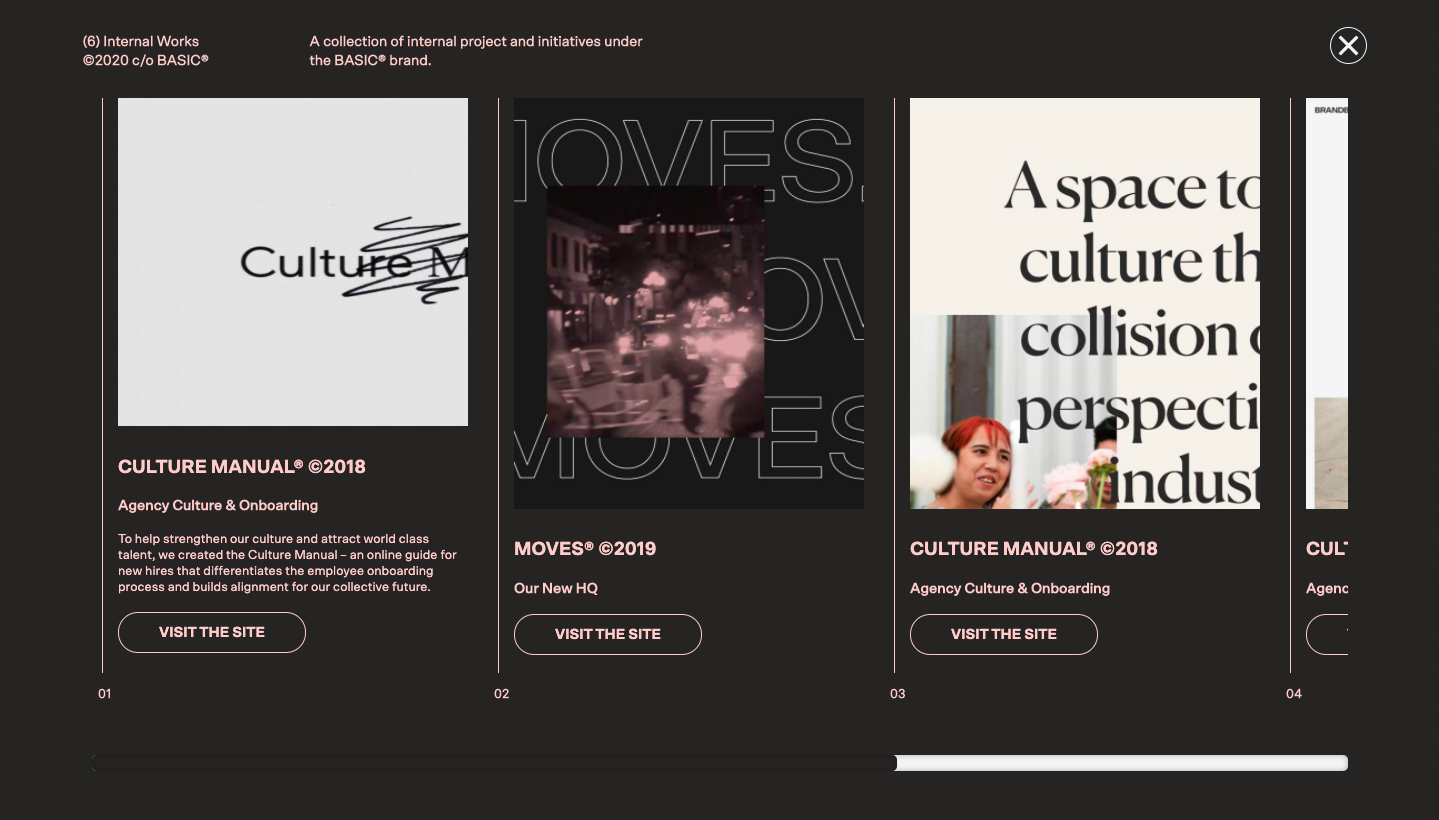 (6) Internal Works
©2020 c/o BASIC®
A collection of internal project and initiatives under
the BASIC® brand.
Culture M
CULTURE MANUAL® ©2018
Agency Culture & Onboarding
To help strengthen our culture and attract world class
talent, we created the Culture Manual – an online guide for
new hires that differentiates the employee onboarding
process and builds alignment for our collective future.
VISIT THE SITE
01
MOVES.
OV
MOVES
MOVES® ©2019
Our New HQ
VISIT THE SITE
02
A space to
culture th
collision o
perspecti
indust
CULTURE MANUAL® ©2018
Agency Culture & Onboarding
VISIT THE SITE
03
BRANDB
CULT
Agenc
04